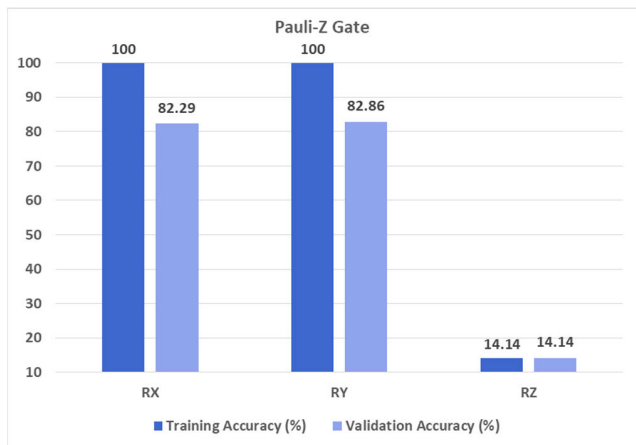 Pauli-Z Gate
100
100
100
90
82.29
82.86
80
70
60
50
40
30
20
14.14
14.14
10
RX
RY
RZ
Training Accuracy (%)
Validation Accuracy (%)